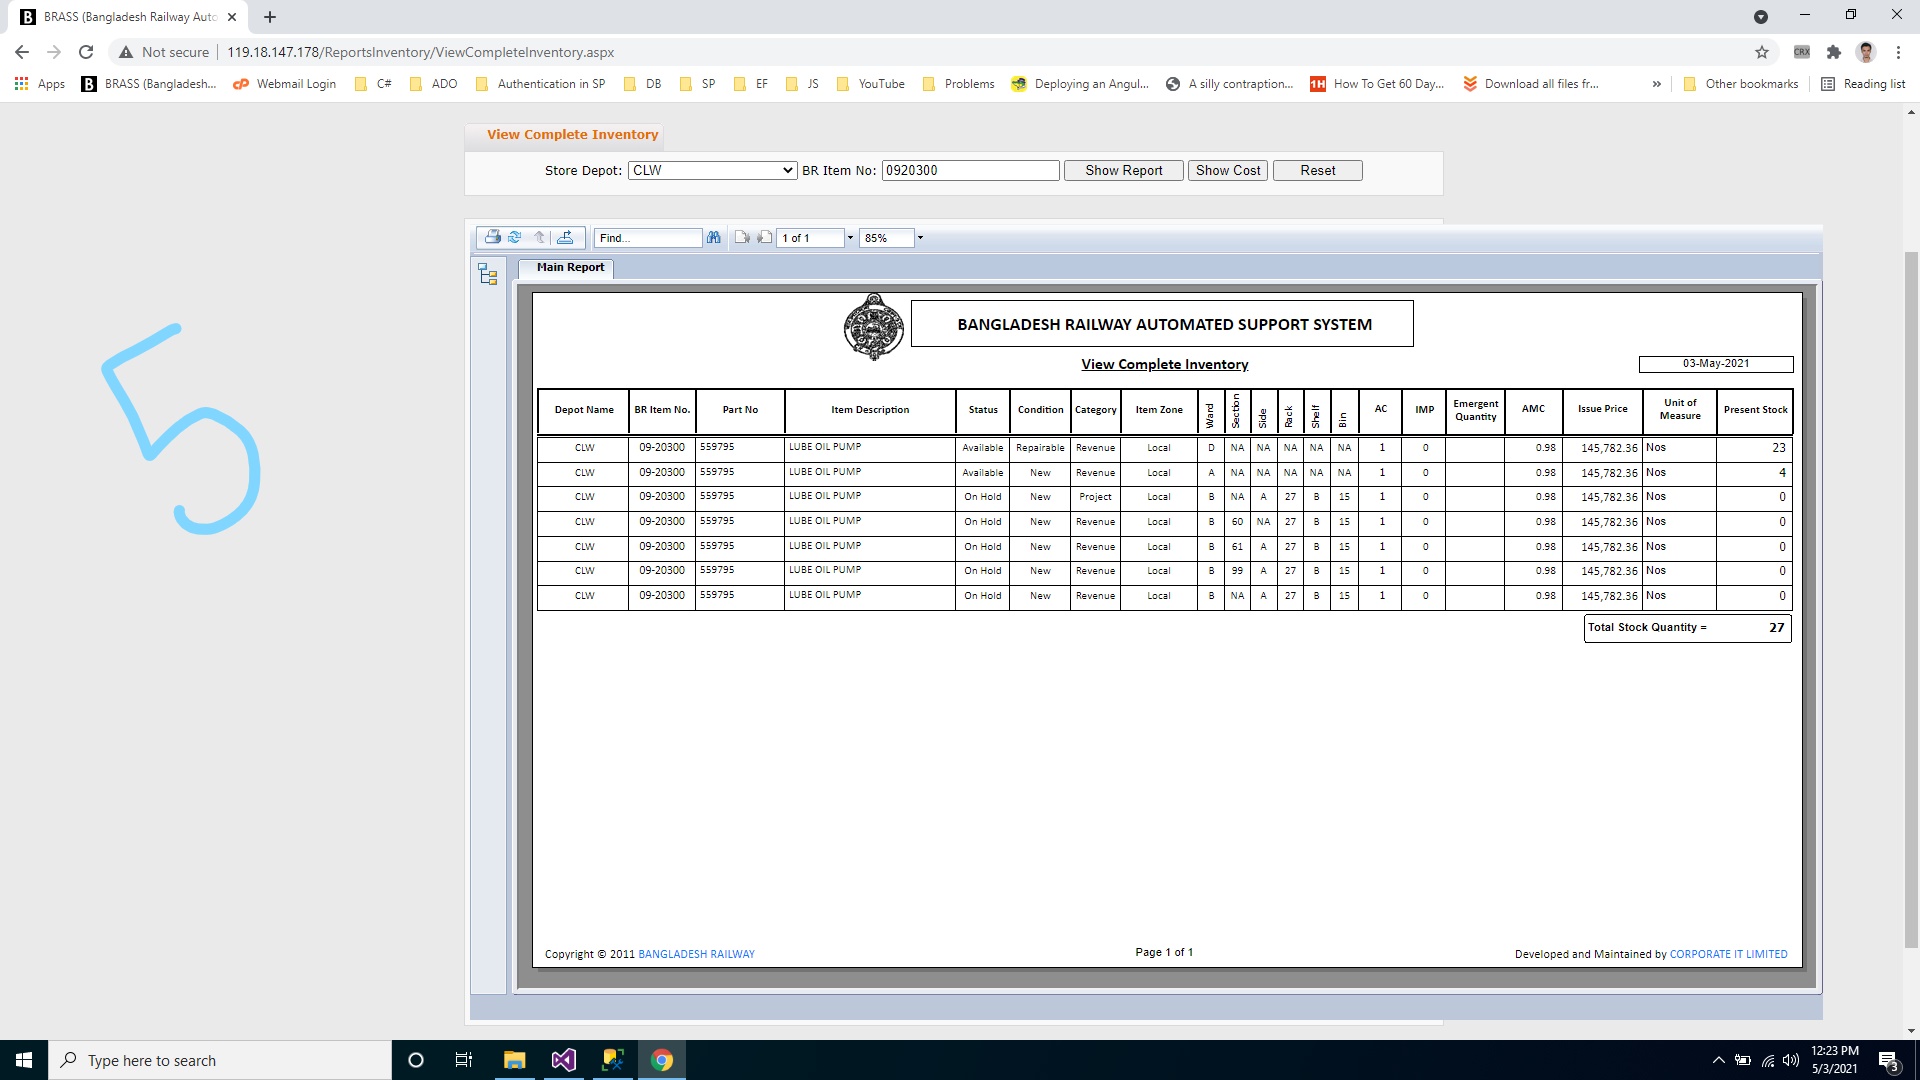 BRASS (Bangladesh Railway Auto
Not secure 119.18.147.178/ReportsInventory/ViewCompleteInventory.aspx
CRX
Apps BRASS (Bangladesh... Webmail Login C# ADO Authentication in SP DB SP EF JS YouTube Problems Deploying an Angul... A silly contraption... 1H How To Get 60 Day... Download all files fr... » Other bookmarks Reading list
View Complete Inventory
Store Depot: CLW BR Item No: 0920300 Show Report Show Cost Reset
Find... 1 of 1 85%
Main Report
BANGLADESH RAILWAY AUTOMATED SUPPORT SYSTEM
View Complete Inventory
03-May-2021
Depot Name BR Item No. Part No Item Description Status Condition Category Item Zone Ward Section Side Rack Shelf Bin AC IMP Emergent Quantity AMC Issue Price Unit of Measure Present Stock
CLW 09-20300 559795 LUBE OIL PUMP Available Repairable Revenue Local D NA NA NA NA NA 1 0 0.98 145,782.36 Nos 23
CLW 09-20300 559795 LUBE OIL PUMP Available New Revenue Local A NA NA NA NA NA 1 0 0.98 145,782.36 Nos 4
CLW 09-20300 559795 LUBE OIL PUMP On Hold New Project Local B NA A 27 B 15 1 0 0.98 145,782.36 Nos 0
CLW 09-20300 559795 LUBE OIL PUMP On Hold New Revenue Local B 60 NA 27 B 15 1 0 0.98 145,782.36 Nos 0
CLW 09-20300 559795 LUBE OIL PUMP On Hold New Revenue Local B 61 A 27 B 15 1 0 0.98 145,782.36 Nos 0
CLW 09-20300 559795 LUBE OIL PUMP On Hold New Revenue Local B 99 A 27 B 15 1 0 0.98 145,782.36 Nos 0
CLW 09-20300 559795 LUBE OIL PUMP On Hold New Revenue Local B NA A 27 B 15 1 0 0.98 145,782.36 Nos 0
Total Stock Quantity = 27
5
Copyright © 2011 BANGLADESH RAILWAY Page 1 of 1 Developed and Maintained by CORPORATE IT LIMITED
Type here to search
12:23 PM
5/3/2021
3